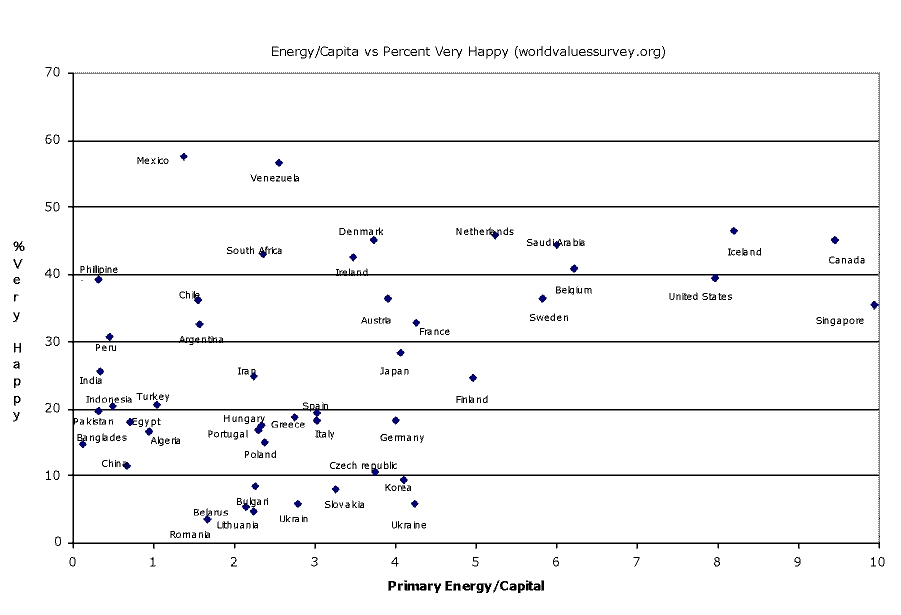 Energy/Capita vs Percent Very Happy (worldvaluessurvey.org)
70
60
Mexico
Venezuela
50
Denmark
Netherlands
Saudi Arabia
South Africa
Iceland
Canada
40
Phillipine
Ireland
Belgium
United States
Chile
Austria
Sweden
Singapore
France
Argentina
30
Peru
Japan
Iran
India
Finland
Indonesia
Turkey
20
Spain
Pakistan
Egypt
Hungary
Greece
Banglades
Algeria
Portugal
Italy
Germany
Poland
China
Czech republic
10
Korea
Bulgari
Slovakia
Belarus
Lithuania
Ukrain
Ukraine
Romania
0
0 1 2 3 4 5 6 7 8 9 10
% Very Happy
Primary Energy/Capital